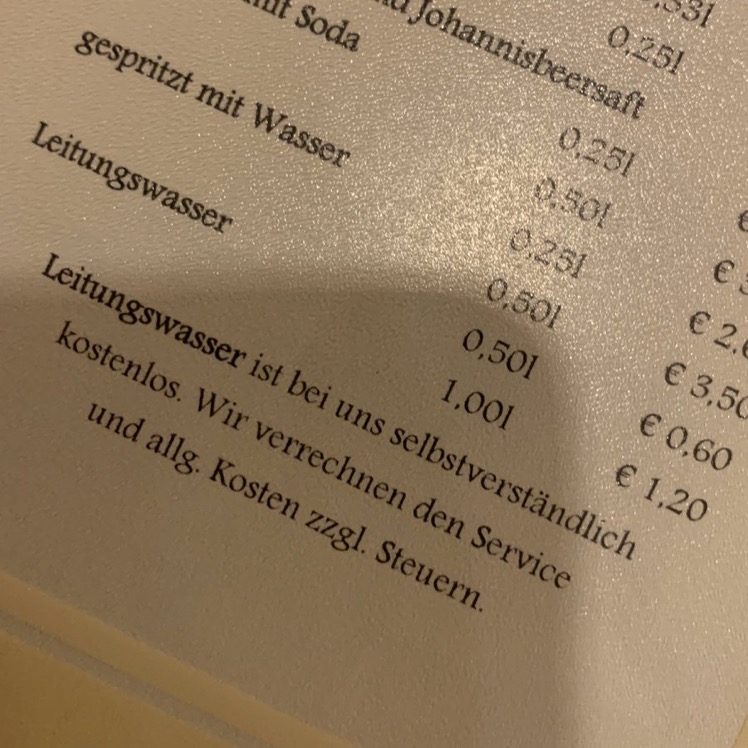 ,33l
0,25l
Johannisbeersaft
mit Soda 0,25l €
0,50l € 3
gespritzt mit Wasser 0,25l € 2,
0,50l € 3,50
Leitungswasser 0,50l € 0,60
1,00l € 1,20
Leitungswasser ist bei uns selbstverständlich
kostenlos. Wir verrechnen den Service
und allg. Kosten zzgl. Steuern.